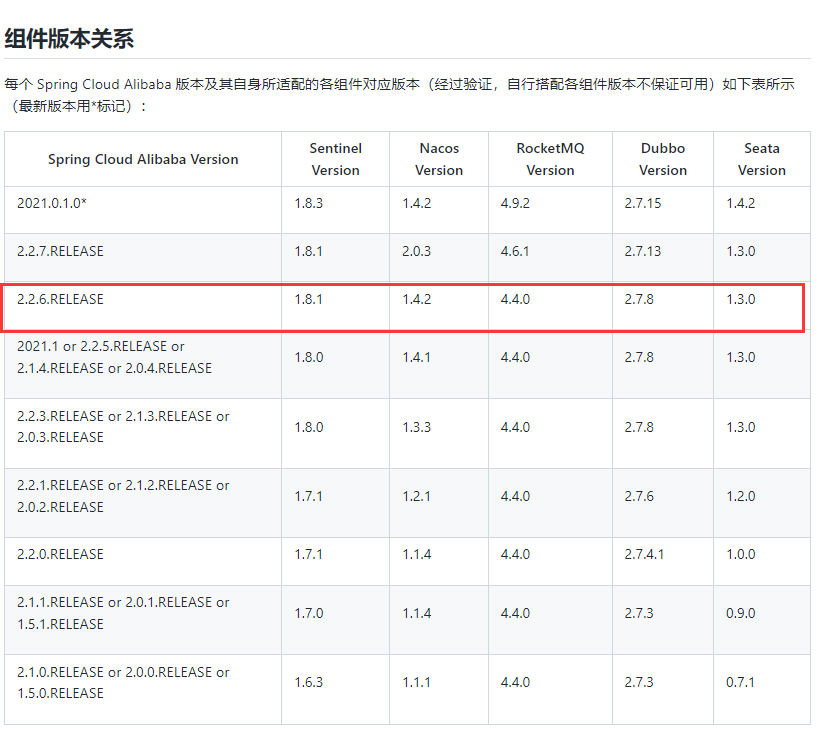 组件版本关系
每个 Spring Cloud Alibaba 版本及其自身所适配的各组件对应版本（经过验证，自行搭配各组件版本不保证可用）如下表所示
（最新版本用*标记）：
Spring Cloud Alibaba Version Sentinel Version Nacos Version RocketMQ Version Dubbo Version Seata Version
2021.0.1.0* 1.8.3 1.4.2 4.9.2 2.7.15 1.4.2
2.2.7.RELEASE 1.8.1 2.0.3 4.6.1 2.7.13 1.3.0
2.2.6.RELEASE 1.8.1 1.4.2 4.4.0 2.7.8 1.3.0
2021.1 or 2.2.5.RELEASE or 2.1.4.RELEASE or 2.0.4.RELEASE 1.8.0 1.4.1 4.4.0 2.7.8 1.3.0
2.2.3.RELEASE or 2.1.3.RELEASE or 2.0.3.RELEASE 1.8.0 1.3.3 4.4.0 2.7.8 1.3.0
2.2.1.RELEASE or 2.1.2.RELEASE or 2.0.2.RELEASE 1.7.1 1.2.1 4.4.0 2.7.6 1.2.0
2.2.0.RELEASE 1.7.1 1.1.4 4.4.0 2.7.4.1 1.0.0
2.1.1.RELEASE or 2.0.1.RELEASE or 1.5.1.RELEASE 1.7.0 1.1.4 4.4.0 2.7.3 0.9.0
2.1.0.RELEASE or 2.0.0.RELEASE or 1.5.0.RELEASE 1.6.3 1.1.1 4.4.0 2.7.3 0.7.1